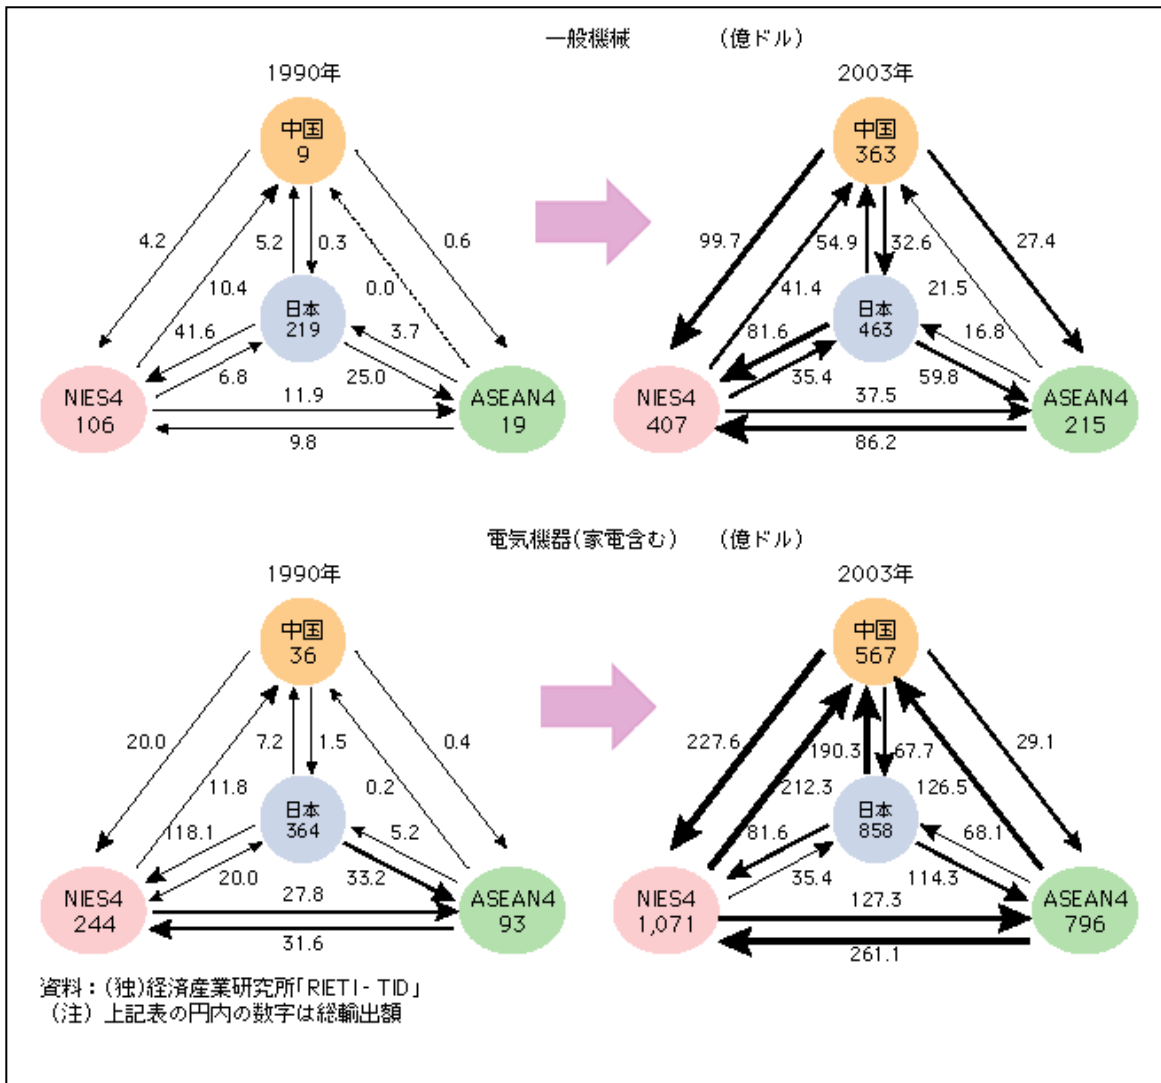 一般機械 (億ドル)
1990年 2003年
中国
9
中国
363
4.2 5.2 0.3 0.6
99.7 54.9 32.6 27.4
10.4 0.0
41.4 21.5
日本
219
日本
463
41.6 3.7
81.6 16.8
6.8 11.9 25.0
35.4 37.5 59.8
NIES4
106
ASEAN4
19
NIES4
407
ASEAN4
215
9.8 86.2
電気機器(家電含む) (億ドル)
1990年 2003年
中国
36
中国
567
20.0 7.2 1.5 0.4
227.6 190.3 67.7 29.1
11.8 0.2
212.3 126.5
日本
364
日本
858
118.1 5.2
81.6 68.1
20.0 27.8 33.2
35.4 127.3 114.3
NIES4
244
ASEAN4
93
NIES4
1,071
ASEAN4
796
31.6 261.1
資料:(独)経済産業研究所「RIETI-TID」
(注) 上記表の円内の数字は総輸出額